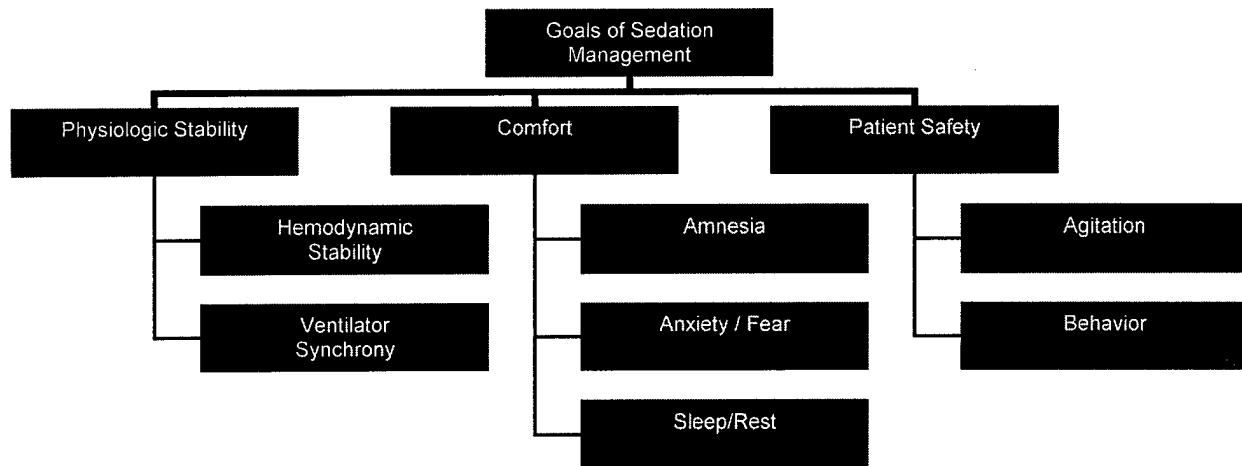 Goals of Sedation
Management
Physiologic Stability
Comfort
Patient Safety
Hemodynamic
Stability
Amnesia
Agitation
Ventilator
Synchrony
Anxiety / Fear
Behavior
Sleep/Rest